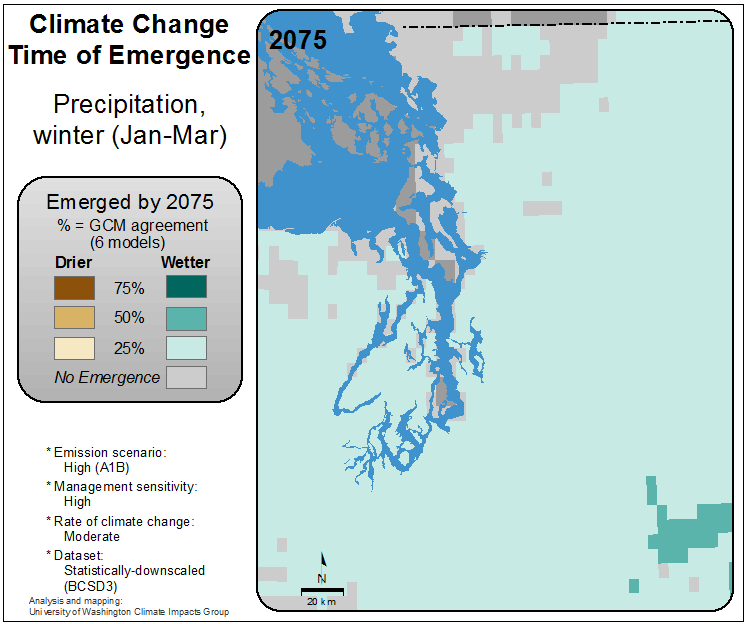 Climate Change
Time of Emergence
Precipitation,
winter (Jan-Mar)
Emerged by 2075
% = GCM agreement
(6 models)
Drier Wetter
75%
50%
25%
No Emergence
* Emission scenario:
High (A1B)
* Management sensitivity:
High
* Rate of climate change:
Moderate
* Dataset:
Statistically-downscaled
(BCSD3)
Analysis and mapping:
University of Washington Climate Impacts Group
2075
N
20 km